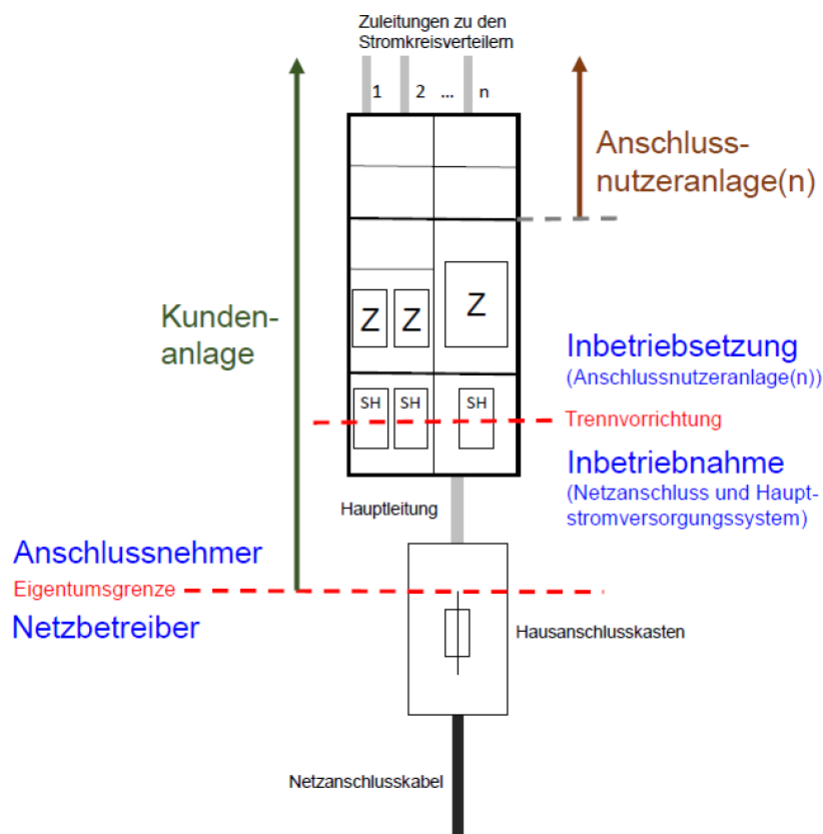 Zuleitungen zu den
Stromkreisverteilern
1 2 ... n
Anschluss-
nutzeranlage(n)
Z Z Z
Kunden-
anlage
Inbetriebsetzung
(Anschlussnutzeranlage(n))
SH SH SH
Trennvorrichtung
Inbetriebnahme
(Netzanschluss und Haupt-
stromversorgungssystem)
Hauptleitung
Anschlussnehmer
Eigentumsgrenze
Netzbetreiber
Hausanschlusskasten
Netzanschlusskabel